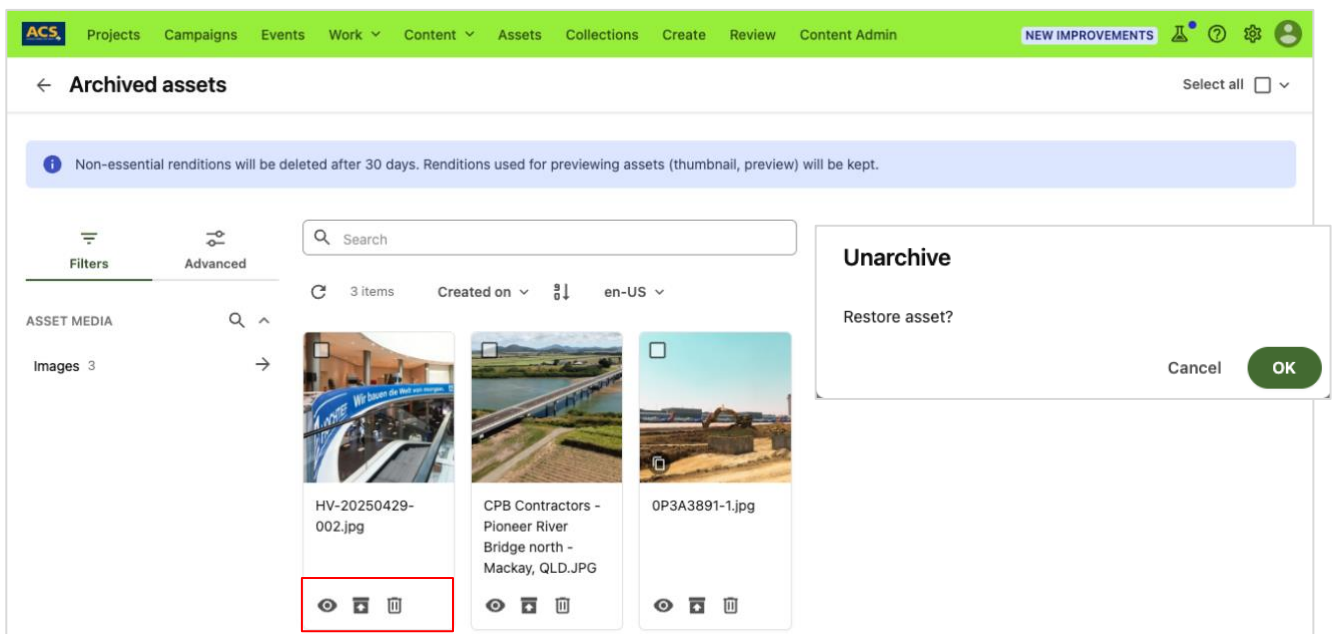 ACS
Projects Campaigns Events Work Content Assets Collections Create Review Content Admin NEW IMPROVEMENTS
Archived assets
Select all
Non-essential renditions will be deleted after 30 days. Renditions used for previewing assets (thumbnail, preview) will be kept.
Filters
Advanced
Search
3 items Created on en-US
ASSET MEDIA
Images 3
Wir bauen die Welt von morgen.
HOCHTIEF
HV-20250429-
002.jpg
CPB Contractors -
Pioneer River
Bridge north -
Mackay, QLD.JPG
0P3A3891-1.jpg
Unarchive
Restore asset?
Cancel
OK